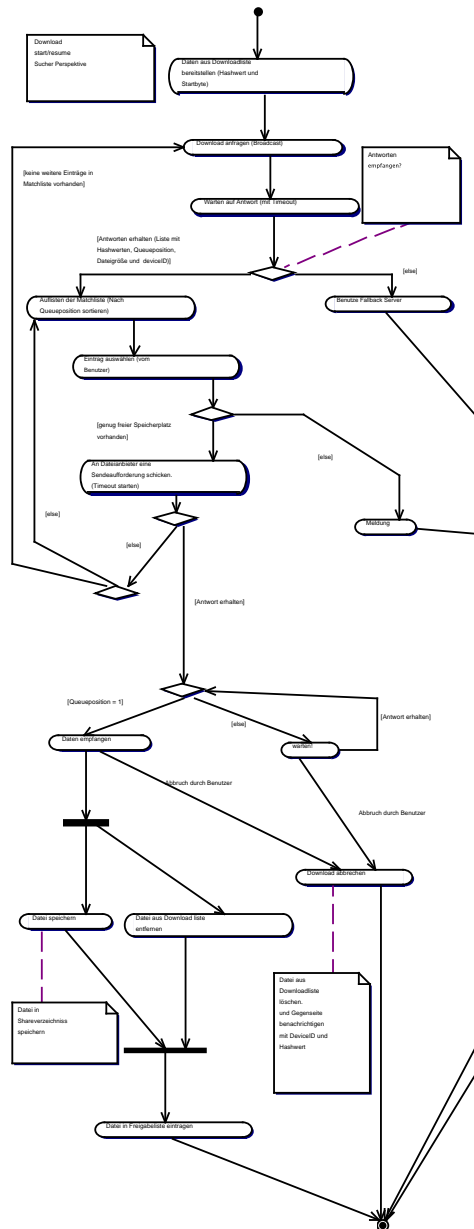 Download
start/resume
Sucher Perspektive
Daten aus Downloadliste
bereitstellen (Hashwert und
Startbyte)
Download anfragen (Broadcast)
[keine weitere Einträge in
Matchliste vorhanden]
Antworten
empfangen?
Warten auf Antwort (mit Timeout)
[Antworten erhalten (Liste mit
Hashwerten, Queueposition,
Dateigröße und deviceID)]
[else]
Auflisten der Matchliste (Nach
Queueposition sortieren)
Benutze Fallback Server
Eintrag auswählen (vom
Benutzer)
[genug freier Speicherplatz
vorhanden]
[else]
An Dateianbieter eine
Sendeaufforderung schicken.
(Timeout starten)
[else]
Meldung
[else]
[Antwort erhalten]
[Queueposition = 1]
[else]
[Antwort erhalten]
Daten empfangen
warten!
Abbruch durch Benutzer
Abbruch durch Benutzer
Download abbrechen
Datei speichern
Datei aus Download liste
entfernen
Datei aus
Downloadliste
löschen.
und Gegenseite
benachrichtigen
mit DeviceID und
Hashwert
Datei in
Shareverzeichniss
speichern
Datei in Freigabeliste eintragen